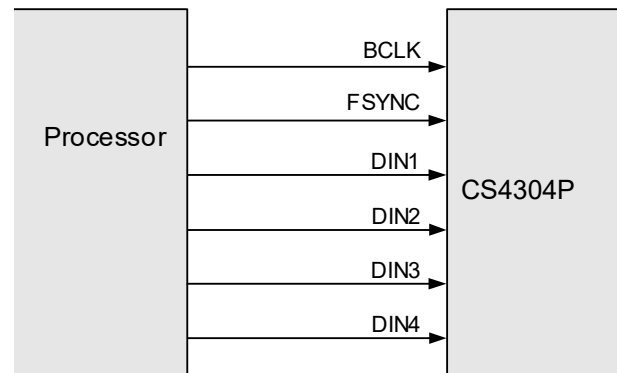 BCLK
FSYNC
Processor
DIN1
CS4304P
DIN2
DIN3
DIN4